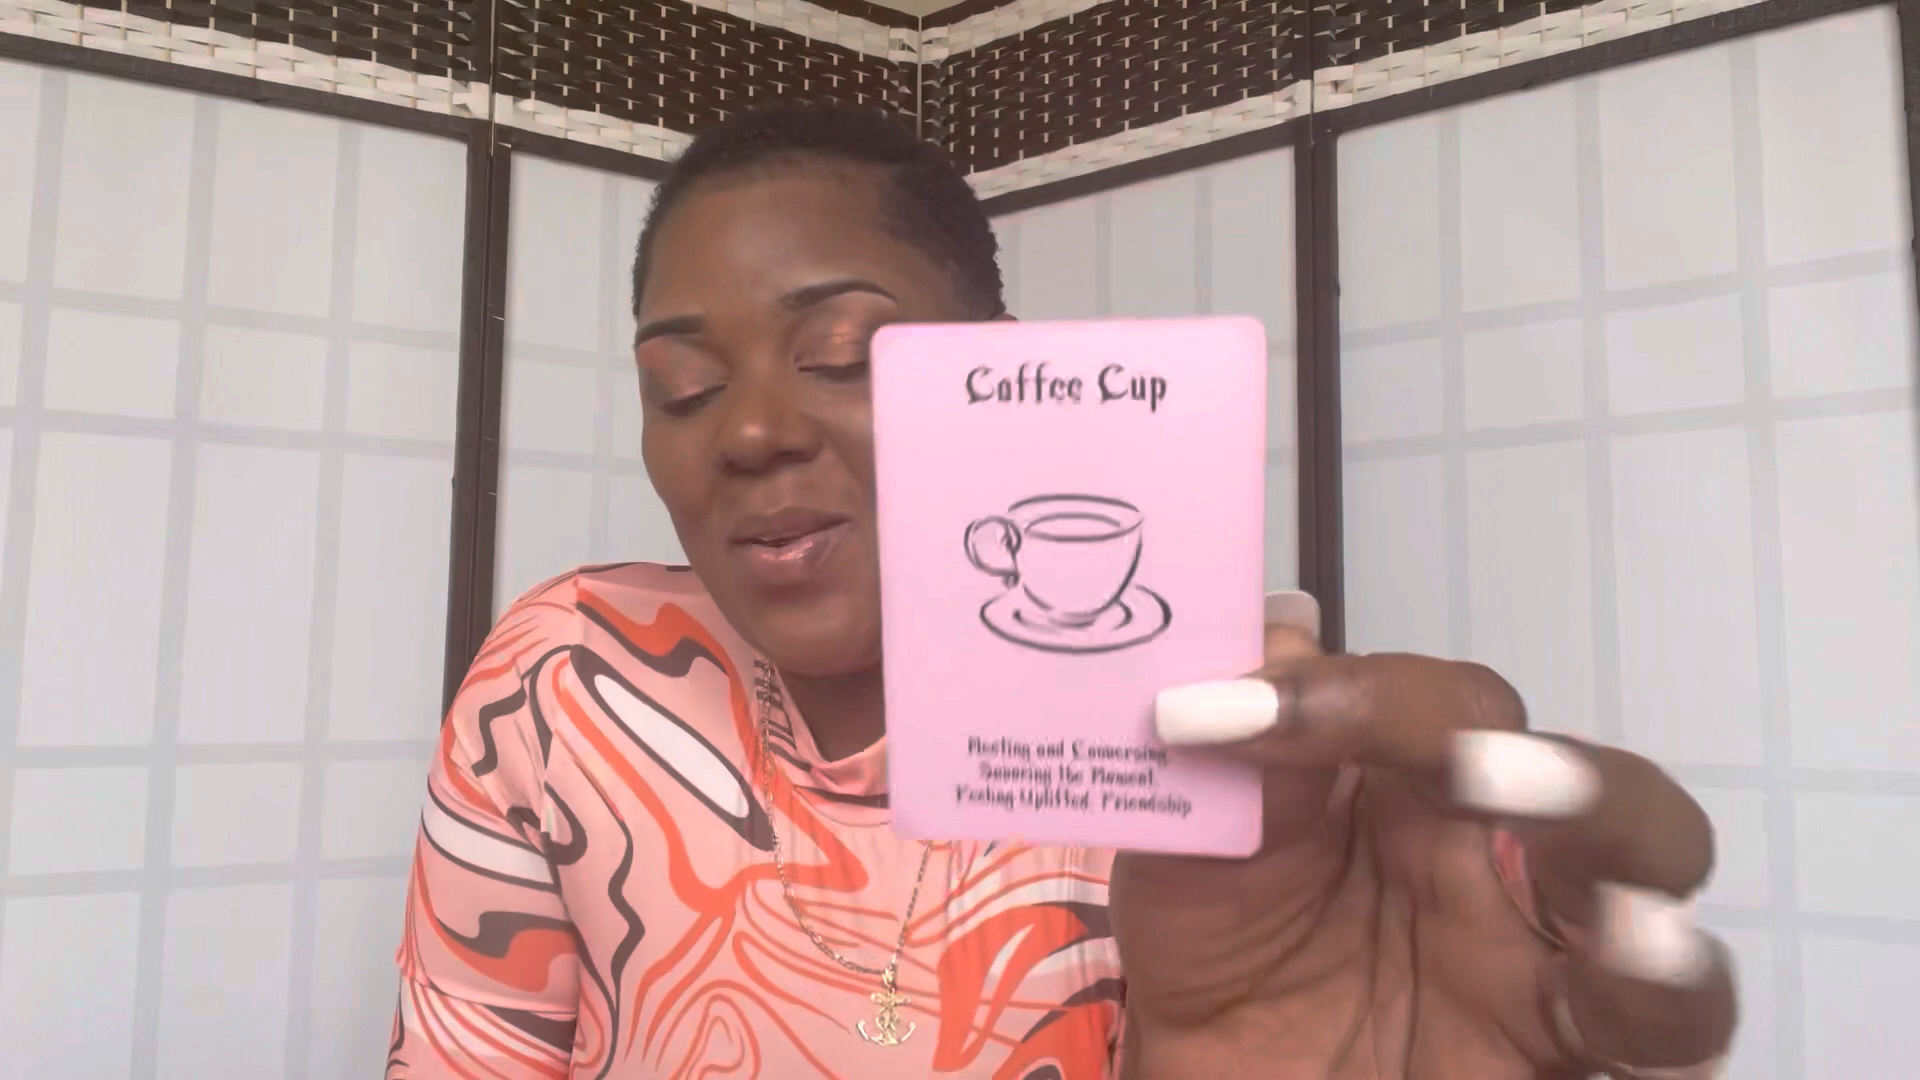 Coffee Cup
Meeting and Conversing
Savoring the Moment
Feeling Uplifted, Friendship